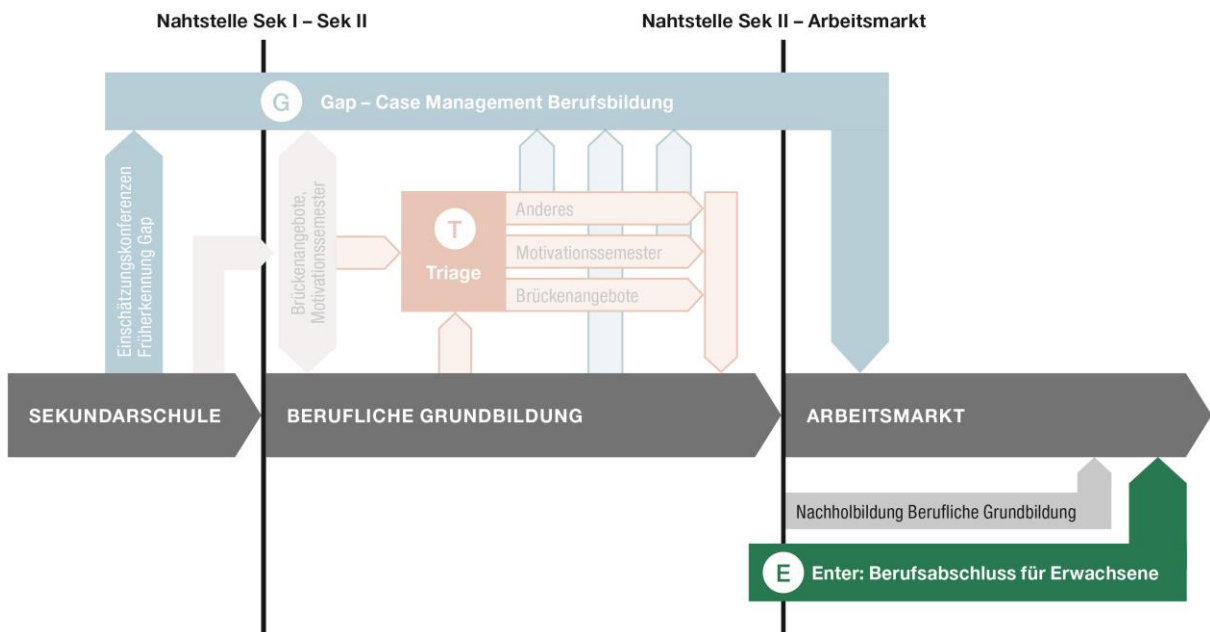 Nahtstelle Sek I – Sek II
Nahtstelle Sek II – Arbeitsmarkt
G
Gap – Case Management Berufsbildung
Einschätzungskonferenzen
Früherkennung Gap
Brückenangebote,
Motivationssemester
T
Triage
Anderes
Motivationssemester
Brückenangebote
SEKUNDARSCHULE
BERUFLICHE GRUNDBILDUNG
ARBEITSMARKT
Nachholbildung Berufliche Grundbildung
E
Enter: Berufsabschluss für Erwachsene